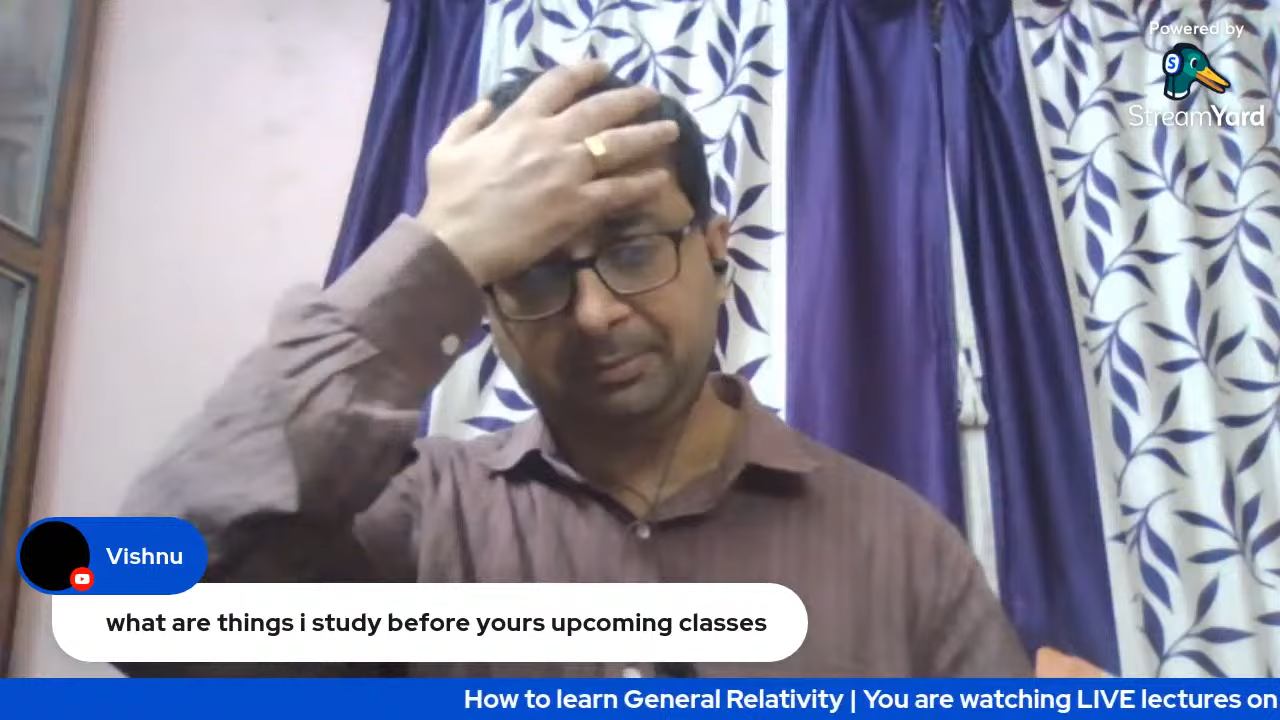 Powered by
StreamYard
Vishnu
what are things i study before yours upcoming classes
How to learn General Relativity | You are watching LIVE lectures on